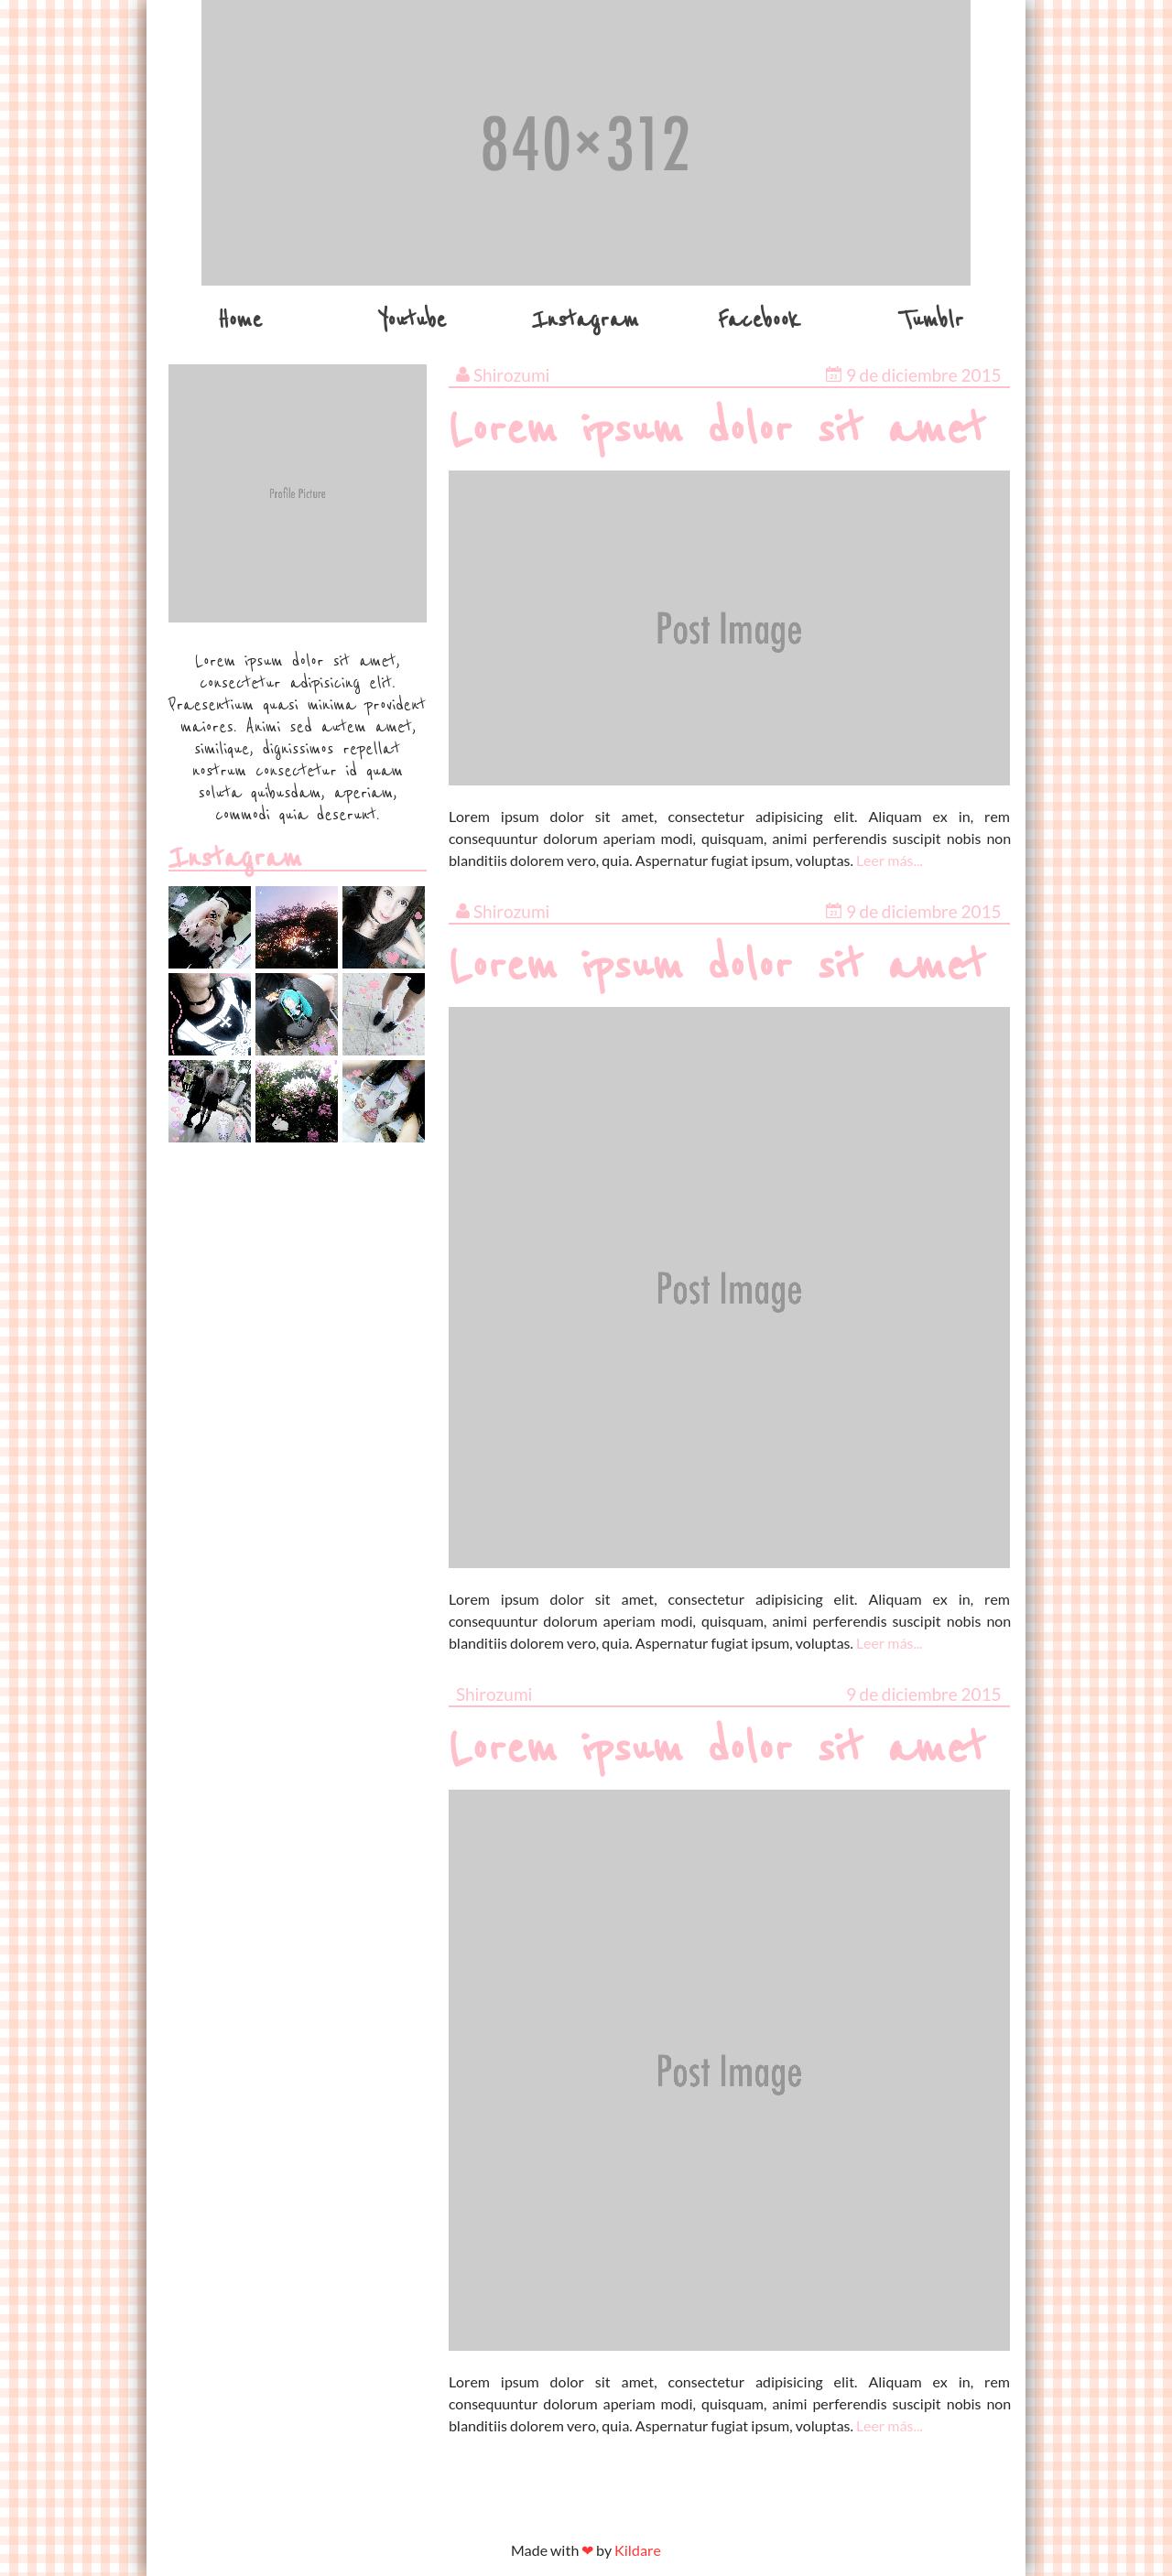 840×312
Home Youtube Instagram Facebook Tumblr
Profile Picture
Lorem ipsum dolor sit amet,
consectetur adipisicing elit.
Praesentium quasi minima provident
maiores. Animi sed autem amet,
similique, dignissimos repellat
nostrum consectetur id quam
soluta quibusdam, aperiam,
commodi quia deserunt.
Instagram
Shirozumi 9 de diciembre 2015
Lorem ipsum dolor sit amet
Post Image
Lorem ipsum dolor sit amet, consectetur adipisicing elit. Aliquam ex in, rem
consequuntur dolorum aperiam modi, quisquam, animi perferendis suscipit nobis non
blanditiis dolorem vero, quia. Aspernatur fugiat ipsum, voluptas. Leer más...
Shirozumi 9 de diciembre 2015
Lorem ipsum dolor sit amet
Post Image
Lorem ipsum dolor sit amet, consectetur adipisicing elit. Aliquam ex in, rem
consequuntur dolorum aperiam modi, quisquam, animi perferendis suscipit nobis non
blanditiis dolorem vero, quia. Aspernatur fugiat ipsum, voluptas. Leer más...
Shirozumi 9 de diciembre 2015
Lorem ipsum dolor sit amet
Post Image
Lorem ipsum dolor sit amet, consectetur adipisicing elit. Aliquam ex in, rem
consequuntur dolorum aperiam modi, quisquam, animi perferendis suscipit nobis non
blanditiis dolorem vero, quia. Aspernatur fugiat ipsum, voluptas. Leer más...
Made with ❤ by Kildare